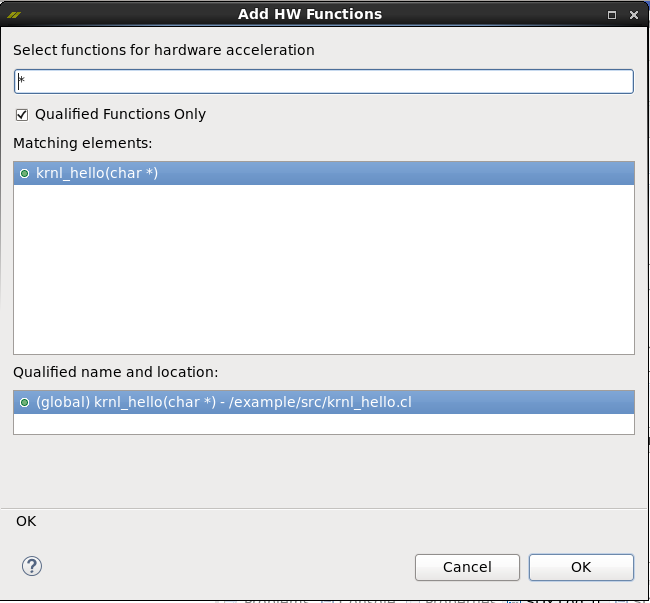 Add HW Functions
Select functions for hardware acceleration
*
Qualified Functions Only
Matching elements:
krnl_hello(char *)
Qualified name and location:
(global) krnl_hello(char *) - /example/src/krnl_hello.cl
OK
?
Cancel
OK